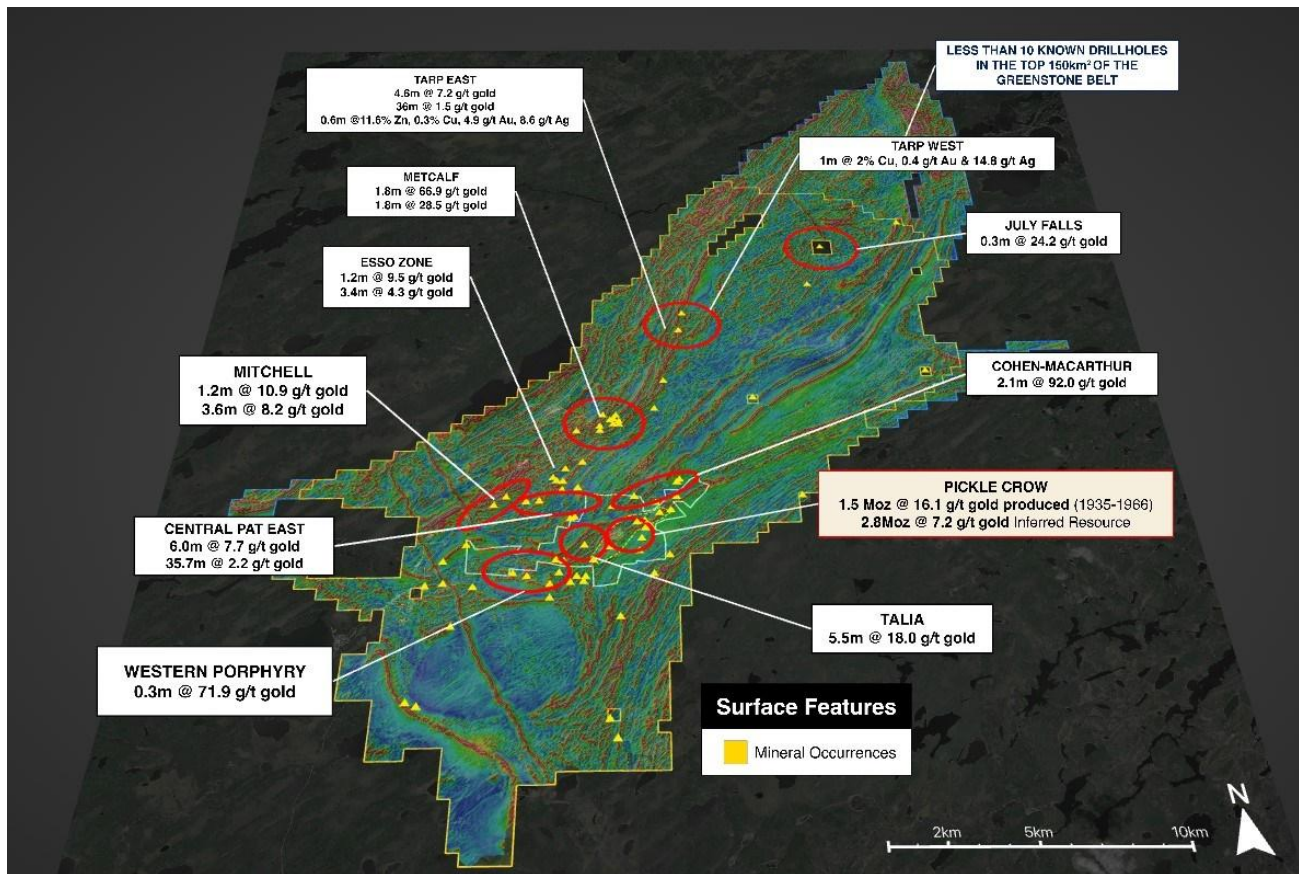 LESS THAN 10 KNOWN DRILLHOLES
IN THE TOP 150km² OF THE
GREENSTONE BELT
TARP EAST
4.6m @ 7.2 g/t gold
36m @ 1.5 g/t gold
0.6m @11.6% Zn, 0.3% Cu, 4.9 g/t Au, 8.6 g/t Ag
TARP WEST
1m @ 2% Cu, 0.4 g/t Au & 14.8 g/t Ag
METCALF
1.8m @ 66.9 g/t gold
1.8m @ 28.5 g/t gold
JULY FALLS
0.3m @ 24.2 g/t gold
ESSO ZONE
1.2m @ 9.5 g/t gold
3.4m @ 4.3 g/t gold
MITCHELL
1.2m @ 10.9 g/t gold
3.6m @ 8.2 g/t gold
COHEN-MACARTHUR
2.1m @ 92.0 g/t gold
PICKLE CROW
1.5 Moz @ 16.1 g/t gold produced (1935-1966)
2.8Moz @ 7.2 g/t gold Inferred Resource
CENTRAL PAT EAST
6.0m @ 7.7 g/t gold
35.7m @ 2.2 g/t gold
TALIA
5.5m @ 18.0 g/t gold
WESTERN PORPHYRY
0.3m @ 71.9 g/t gold
Surface Features
Mineral Occurrences
N
2km 5km 10km